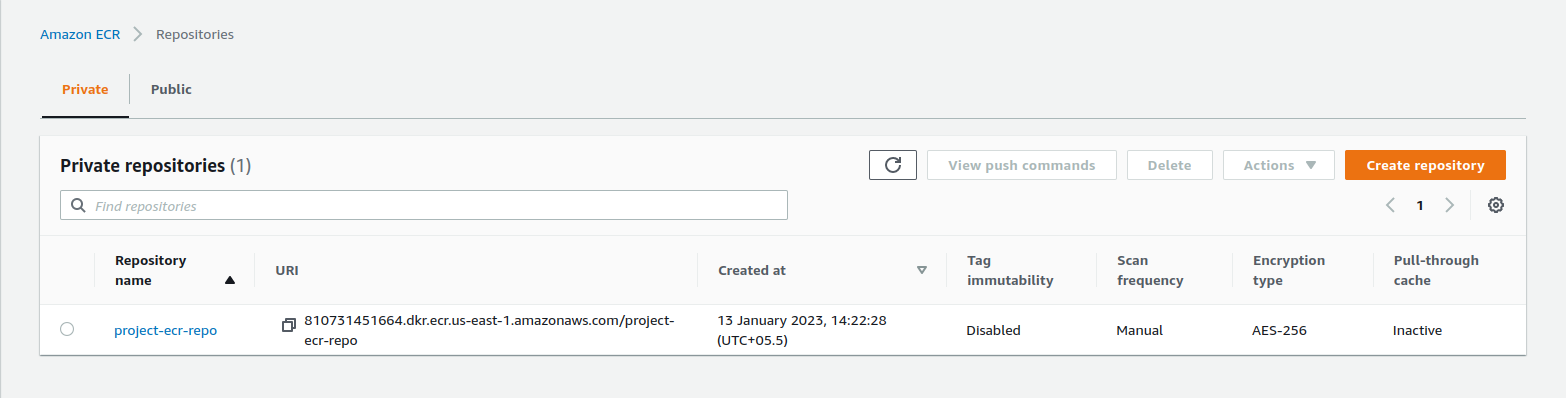 Amazon ECR Repositories
Private Public
Private repositories (1) View push commands Delete Actions Create repository
Find repositories 1
Repository name URI Created at Tag immutability Scan frequency Encryption type Pull-through cache
project-ecr-repo 810731451664.dkr.ecr.us-east-1.amazonaws.com/project-ecr-repo 13 January 2023, 14:22:28 (UTC+05.5) Disabled Manual AES-256 Inactive